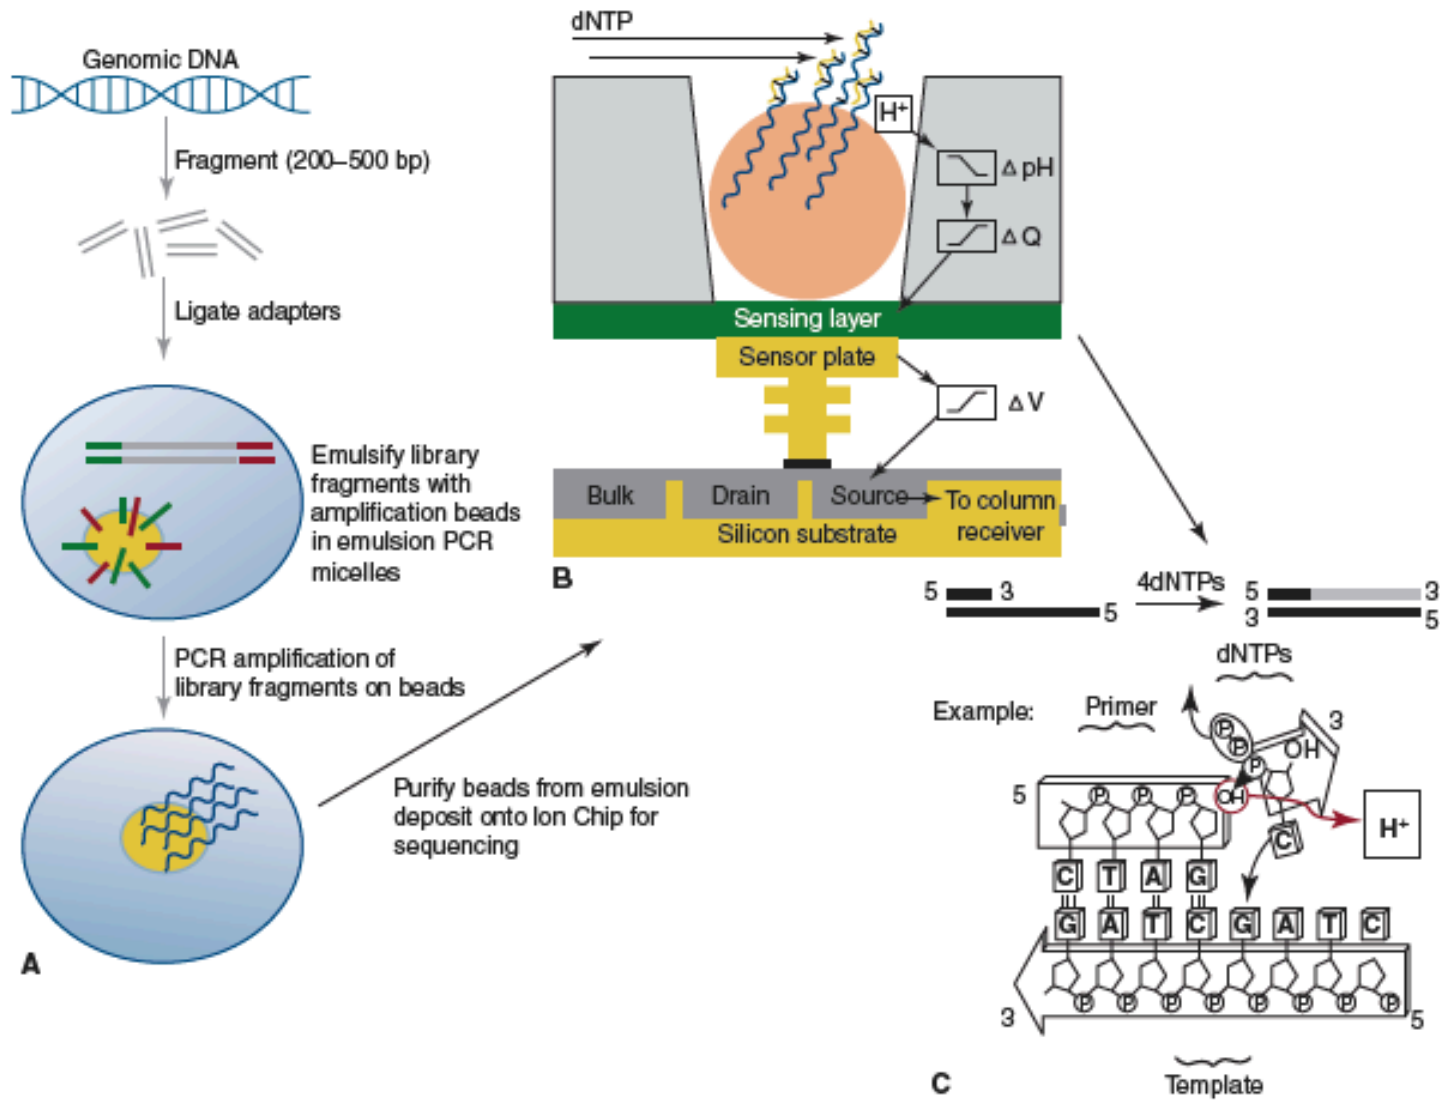 Genomic DNA
Fragment (200–500 bp)
Ligate adapters
Emulsify library
fragments with
amplification beads
in emulsion PCR
micelles
PCR amplification of
library fragments on beads
Purify beads from emulsion
deposit onto Ion Chip for
sequencing
A
dNTP
H+
Δ pH
Δ Q
Sensing layer
Sensor plate
Δ V
Bulk
Drain
Source
To column
receiver
Silicon substrate
B
5
3
5
4dNTPs
5
3
3
5
dNTPs
Example:
Primer
3
P
P
OH
P
5
P
P
P
OH
H+
C
C
T
A
G
G
A
T
C
G
A
T
C
P
P
P
P
P
P
P
P
3
5
Template
C